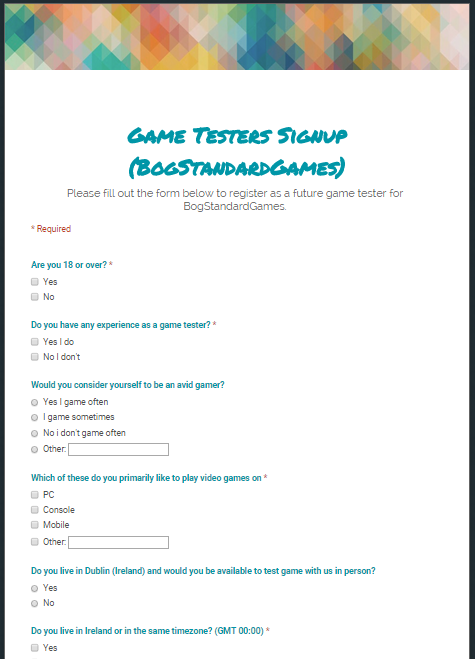 Game Testers Signup
(BogStandardGames)
Please fill out the form below to register as a future game tester for
BogStandardGames.
* Required
Are you 18 or over? *
Yes
No
Do you have any experience as a game tester? *
Yes I do
No I don't
Would you consider yourself to be an avid gamer?
Yes I game often
I game sometimes
No i don't game often
Other:
Which of these do you primarily like to play video games on *
PC
Console
Mobile
Other:
Do you live in Dublin (Ireland) and would you be available to test game with us in person?
Yes
No
Do you live in Ireland or in the same timezone? (GMT 00:00) *
Yes